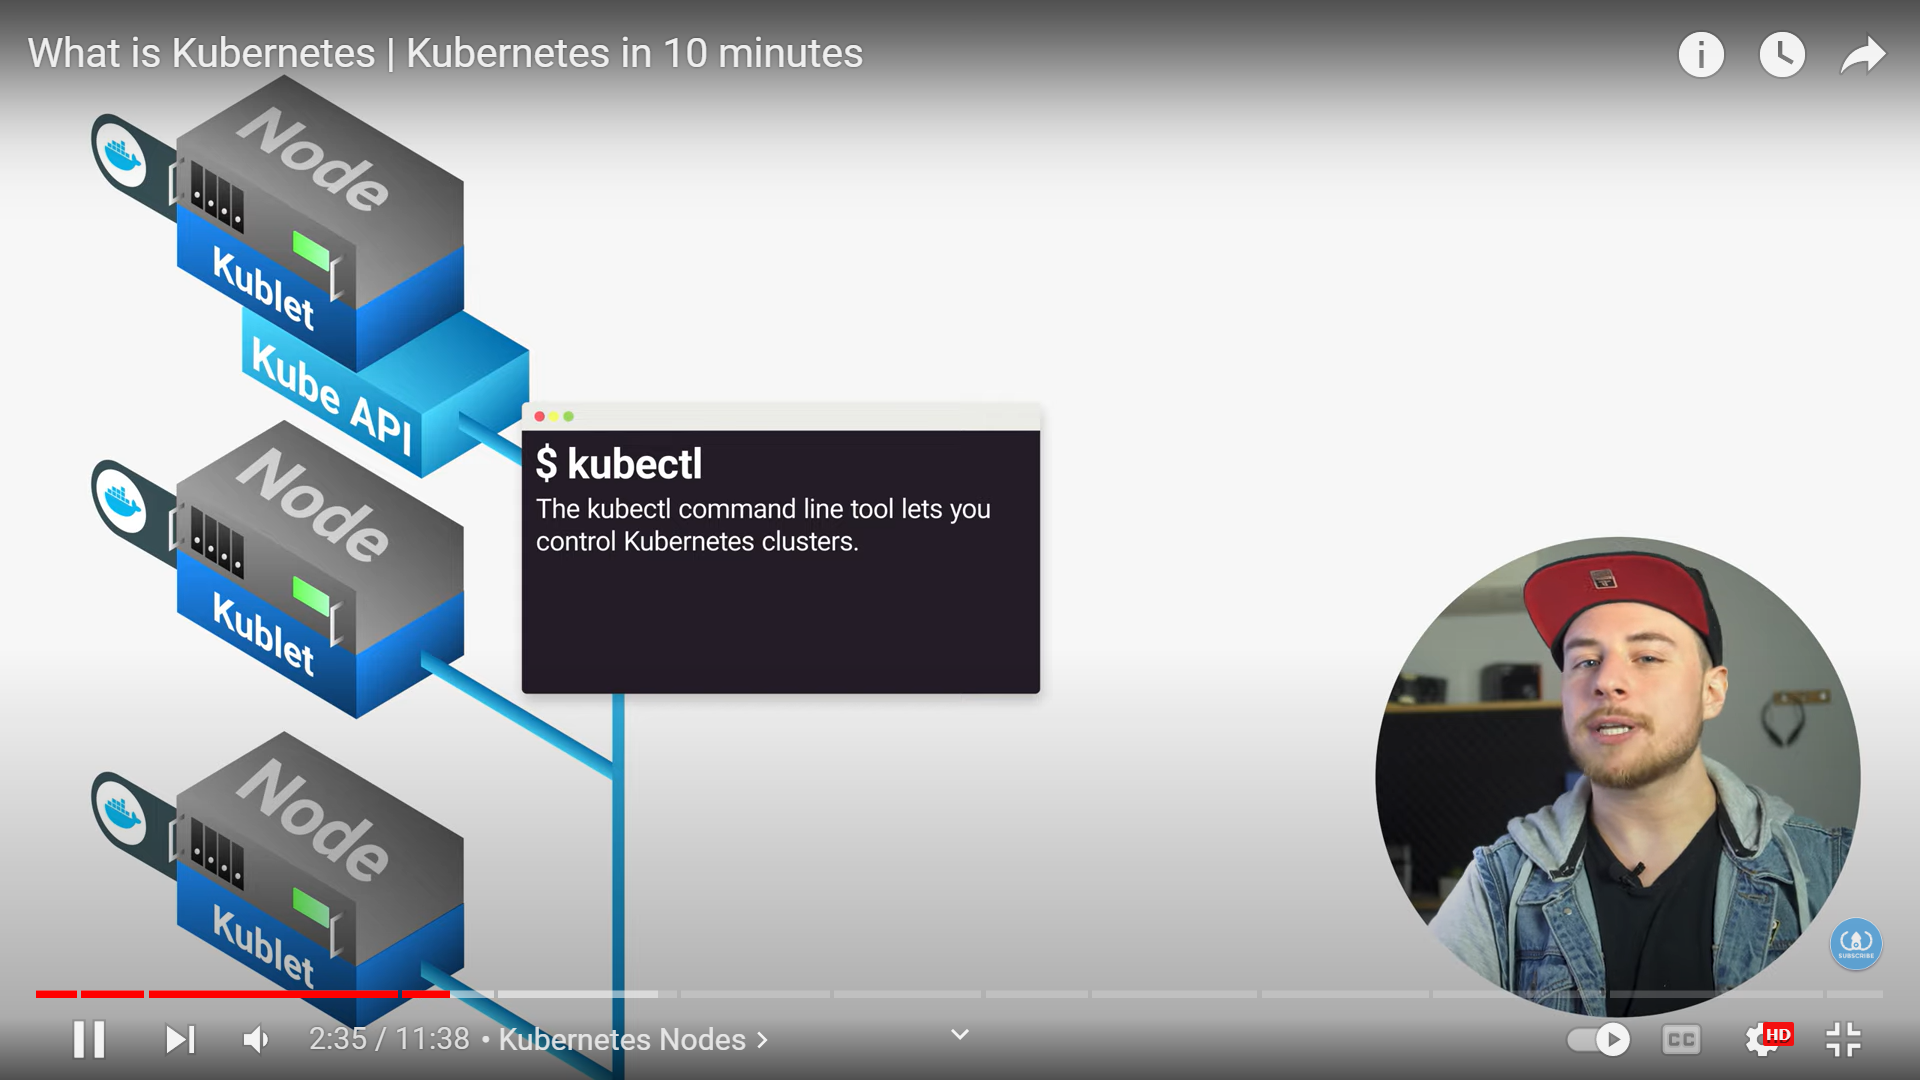 What is Kubernetes | Kubernetes in 10 minutes
Node
Kublet
Kube API
$ kubectl
The kubectl command line tool lets you
control Kubernetes clusters.
Node
Kublet
Node
Kublet
SUBSCRIBE
2:35 / 11:38 • Kubernetes Nodes >
CC
HD